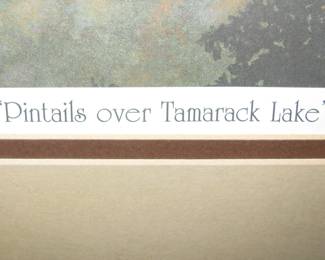 "Pintails over Tamarack Lake"